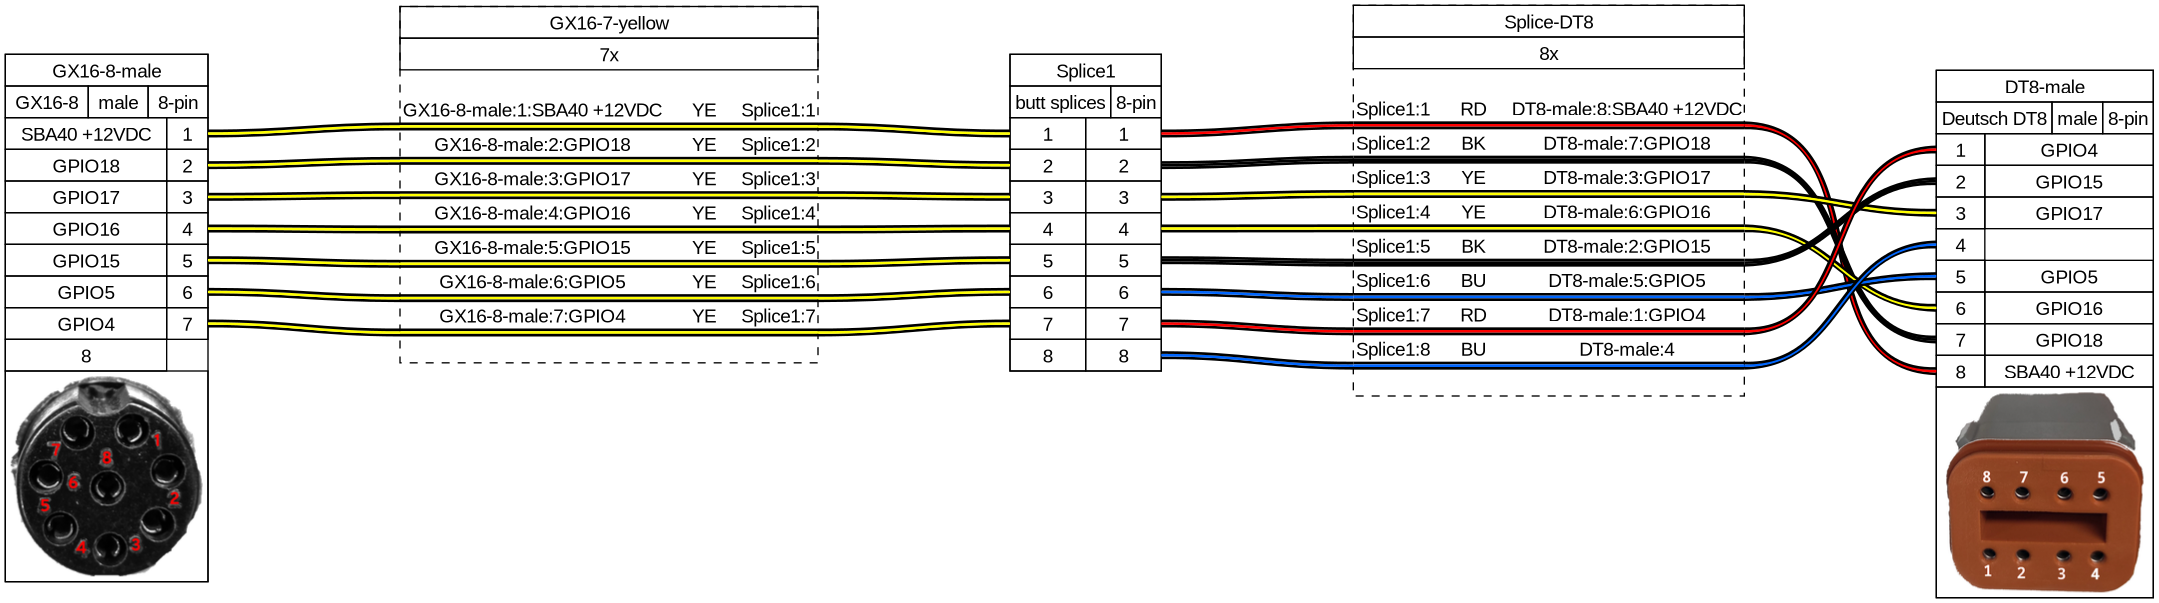 GX16-8-male
GX16-8 male 8-pin
SBA40 +12VDC 1
GPIO18 2
GPIO17 3
GPIO16 4
GPIO15 5
GPIO5 6
GPIO4 7
8
7 1
8
6
5 2
4 3
GX16-7-yellow
7x
GX16-8-male:1:SBA40 +12VDC YE Splice1:1
GX16-8-male:2:GPIO18 YE Splice1:2
GX16-8-male:3:GPIO17 YE Splice1:3
GX16-8-male:4:GPIO16 YE Splice1:4
GX16-8-male:5:GPIO15 YE Splice1:5
GX16-8-male:6:GPIO5 YE Splice1:6
GX16-8-male:7:GPIO4 YE Splice1:7
Splice1
butt splices 8-pin
1 1
2 2
3 3
4 4
5 5
6 6
7 7
8 8
Splice-DT8
8x
Splice1:1 RD DT8-male:8:SBA40 +12VDC
Splice1:2 BK DT8-male:7:GPIO18
Splice1:3 YE DT8-male:3:GPIO17
Splice1:4 YE DT8-male:6:GPIO16
Splice1:5 BK DT8-male:2:GPIO15
Splice1:6 BU DT8-male:5:GPIO5
Splice1:7 RD DT8-male:1:GPIO4
Splice1:8 BU DT8-male:4
DT8-male
Deutsch DT8 male 8-pin
1 GPIO4
2 GPIO15
3 GPIO17
4
5 GPIO5
6 GPIO16
7 GPIO18
8 SBA40 +12VDC
8 7 6 5
1 2 3 4